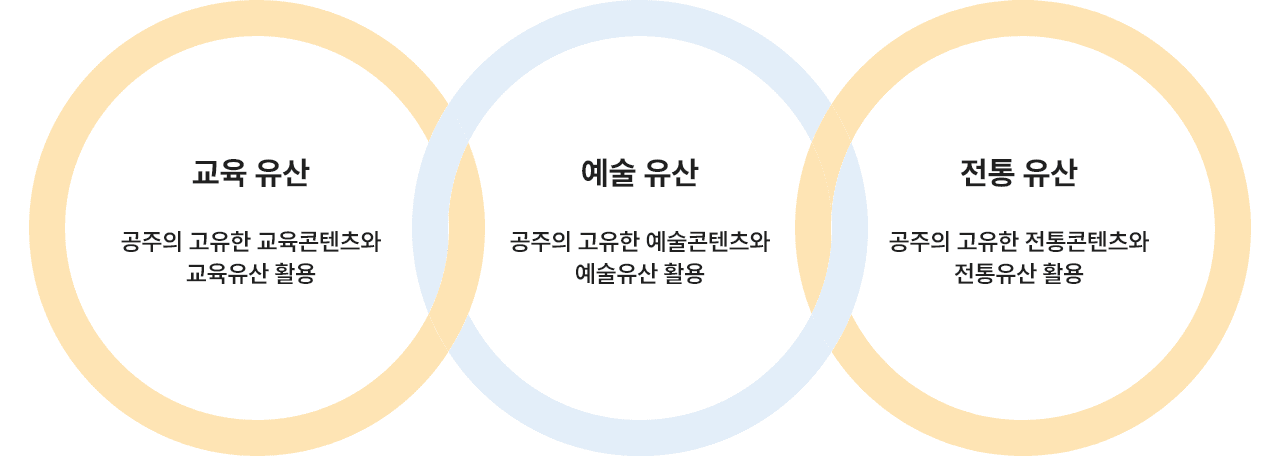 교육 유산
공주의 고유한 교육콘텐츠와
교육유산 활용
예술 유산
공주의 고유한 예술콘텐츠와
예술유산 활용
전통 유산
공주의 고유한 전통콘텐츠와
전통유산 활용